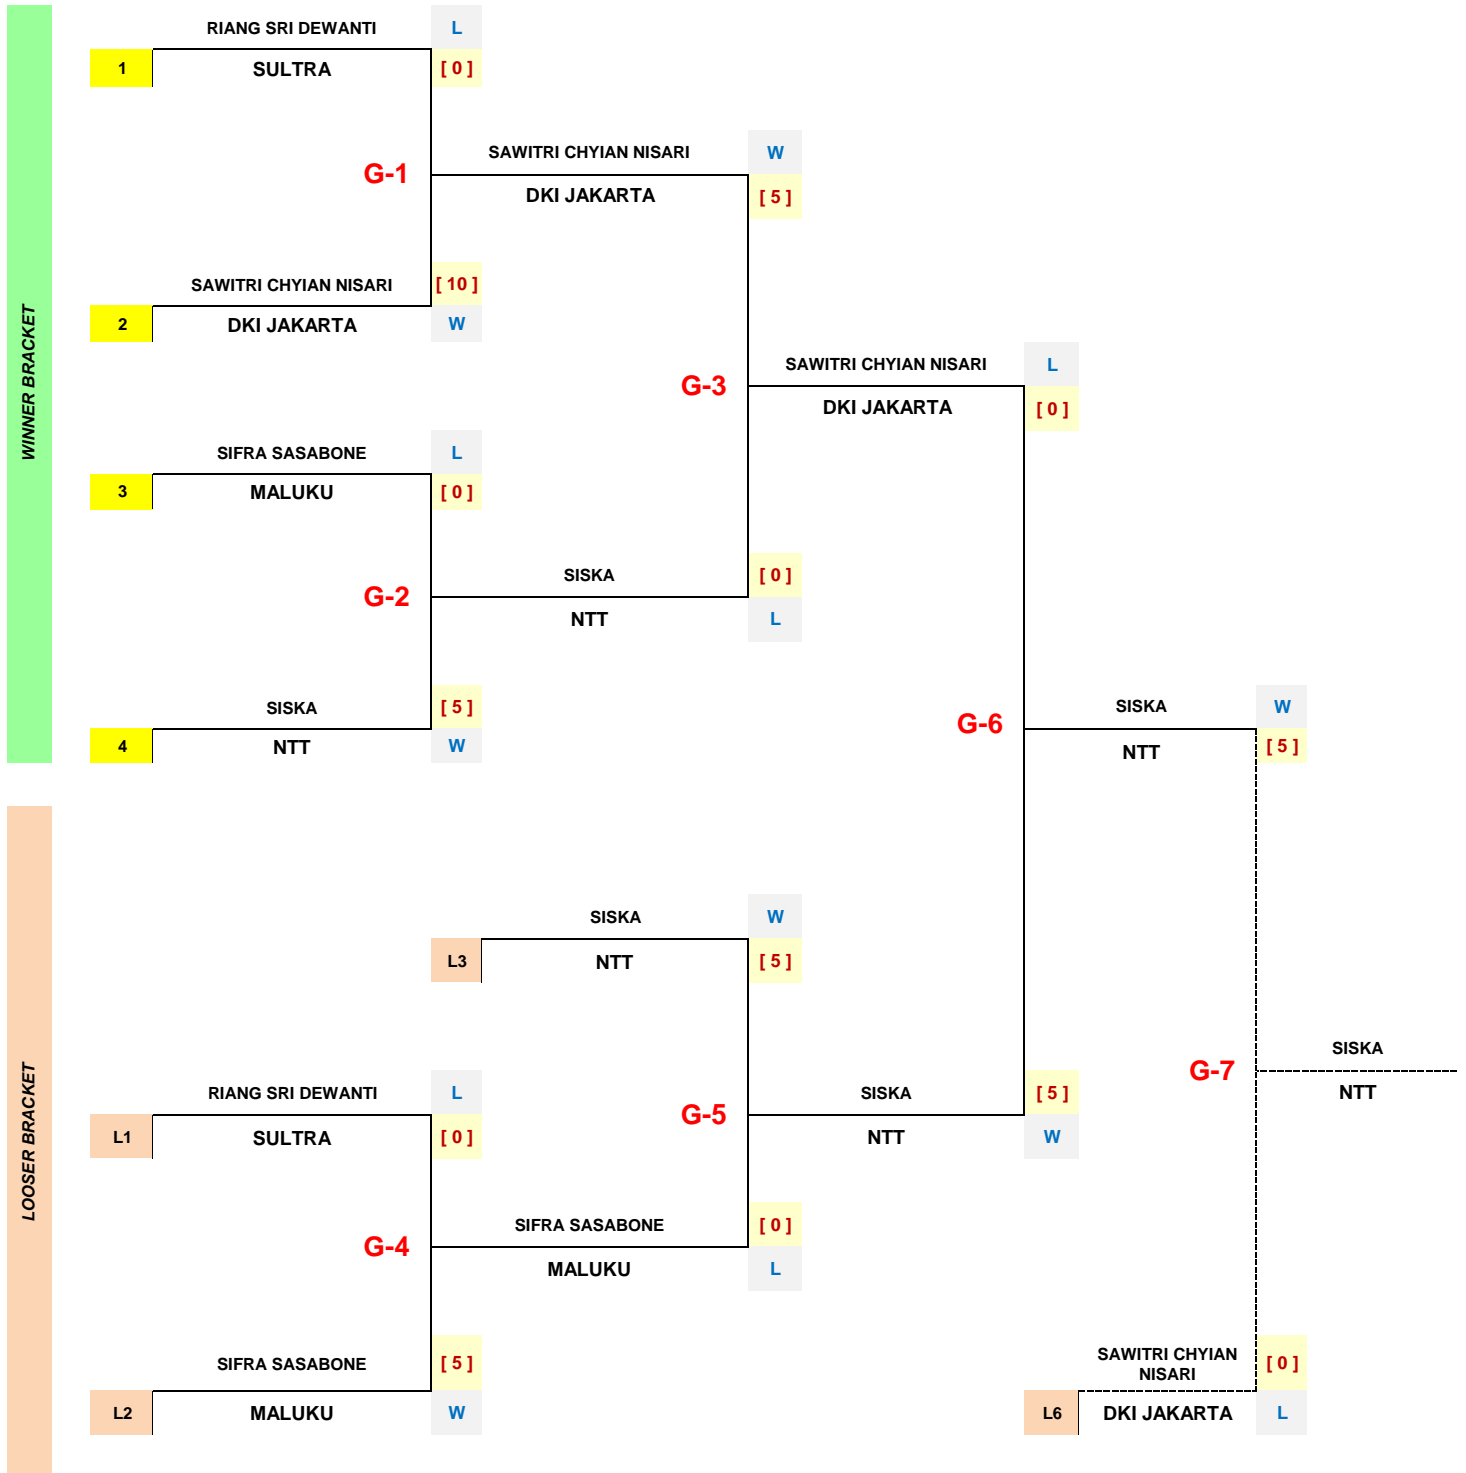 WINNER BRACKET
RIANG SRI DEWANTI
L
1
SULTRA
[ 0 ]
G-1
SAWITRI CHYIAN NISARI
W
DKI JAKARTA
[ 5 ]
SAWITRI CHYIAN NISARI
[ 10 ]
2
DKI JAKARTA
W
G-3
SAWITRI CHYIAN NISARI
L
DKI JAKARTA
[ 0 ]
SIFRA SASABONE
L
3
MALUKU
[ 0 ]
G-2
SISKA
[ 0 ]
NTT
L
SISKA
[ 5 ]
4
NTT
W
G-6
SISKA
W
NTT
[ 5 ]
LOOSER BRACKET
SISKA
W
L3
NTT
[ 5 ]
RIANG SRI DEWANTI
L
L1
SULTRA
[ 0 ]
G-5
SISKA
[ 5 ]
NTT
W
G-7
SISKA
NTT
G-4
SIFRA SASABONE
[ 0 ]
MALUKU
L
SIFRA SASABONE
[ 5 ]
L2
MALUKU
W
SAWITRI CHYIAN
NISARI
[ 0 ]
L6
DKI JAKARTA
L